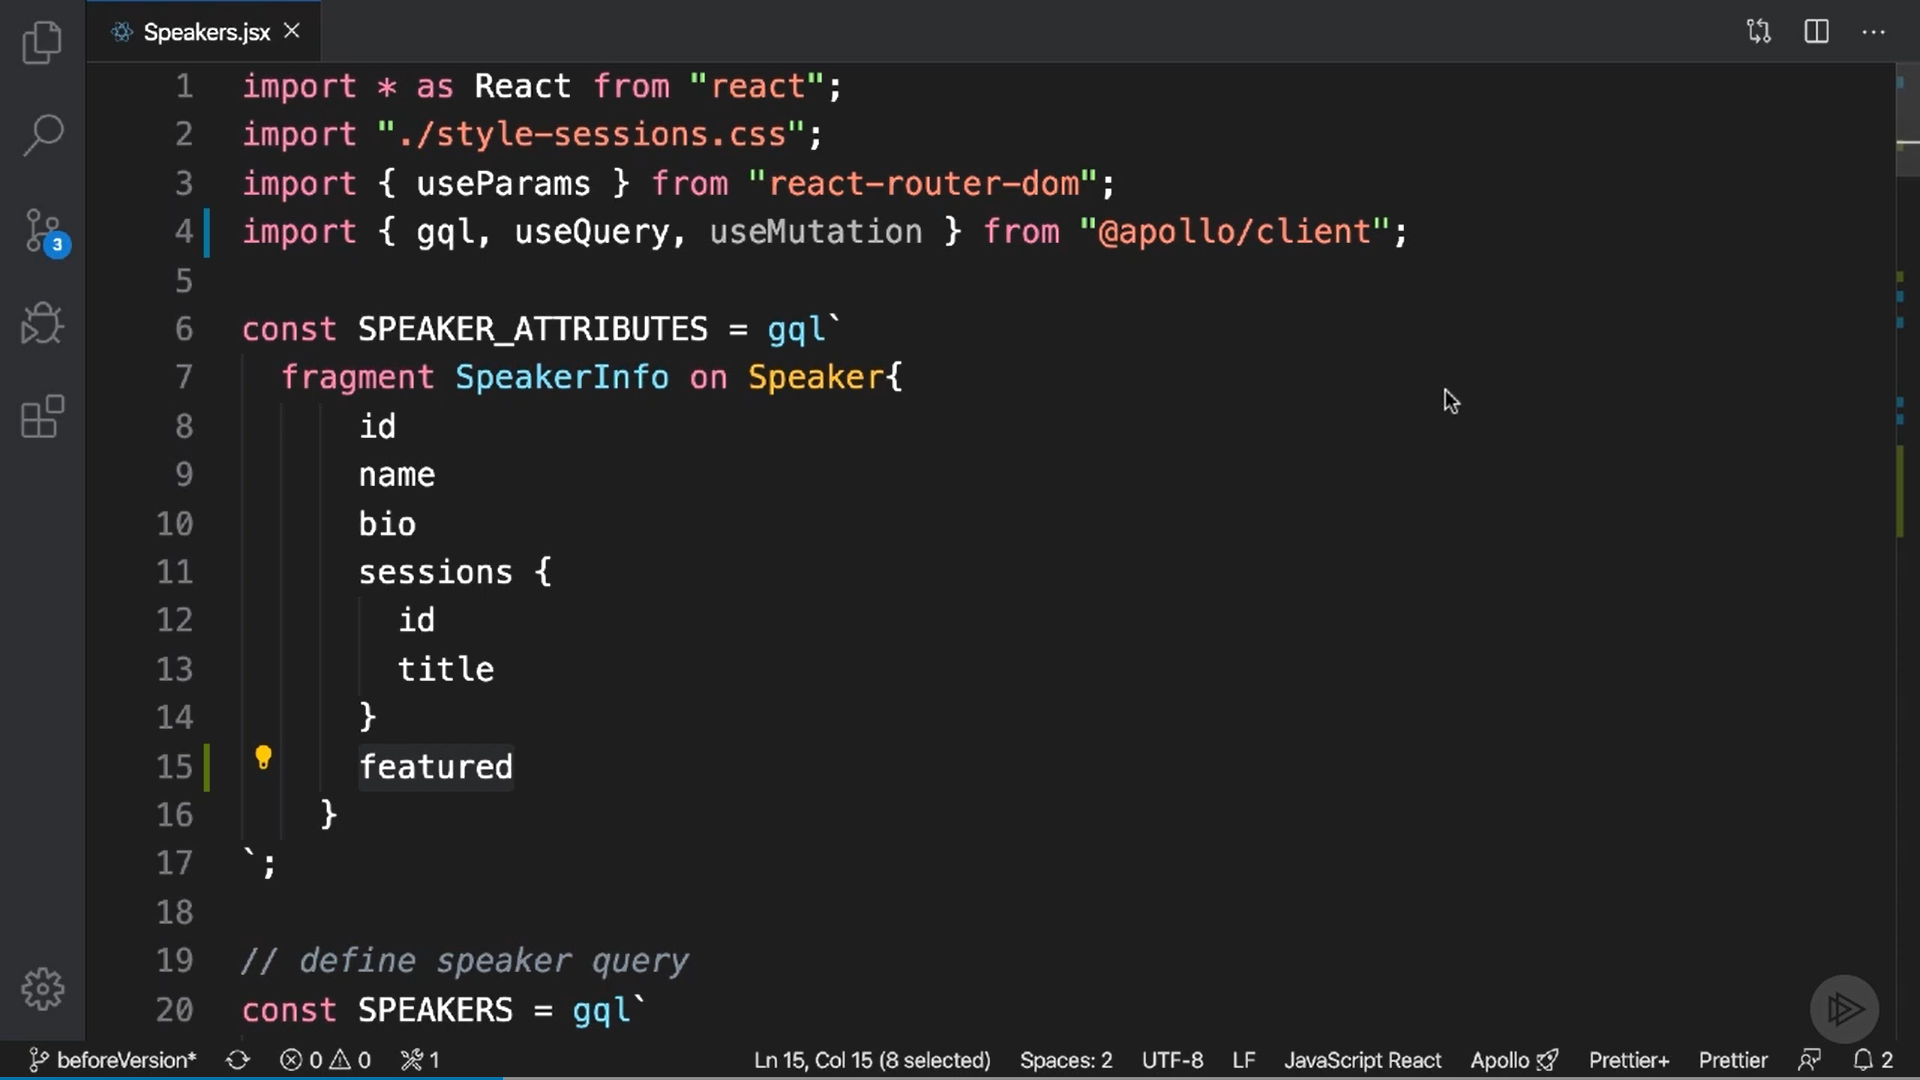 Speakers.jsx
1 import * as React from "react";
2 import "./style-sessions.css";
3 import { useParams } from "react-router-dom";
4 import { gql, useQuery, useMutation } from "@apollo/client";
5
6 const SPEAKER_ATTRIBUTES = gql`
7 fragment SpeakerInfo on Speaker{
8 id
9 name
10 bio
11 sessions {
12 id
13 title
14 }
15 featured
16 }
17 `;
18
19 // define speaker query
20 const SPEAKERS = gql`
3
beforeVersion* 0 0 1 Ln 15, Col 15 (8 selected) Spaces: 2 UTF-8 LF JavaScript React Apollo Prettier+ Prettier 2